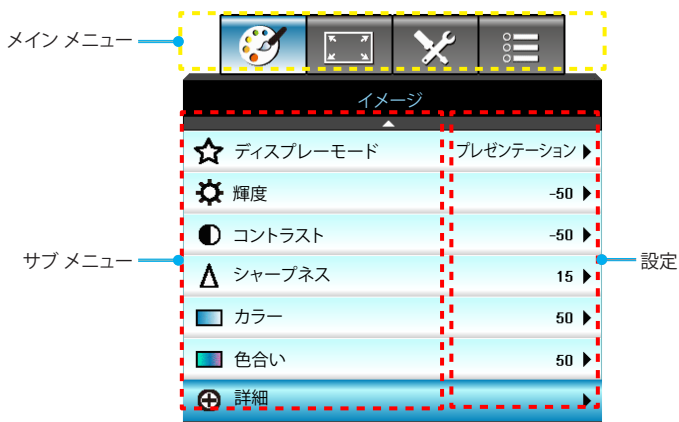 メイン メニュー
イメージ
ディスプレーモード プレゼンテーション
輝度 -50
コントラスト -50
サブ メニュー
設定
シャープネス 15
カラー 50
色合い 50
詳細